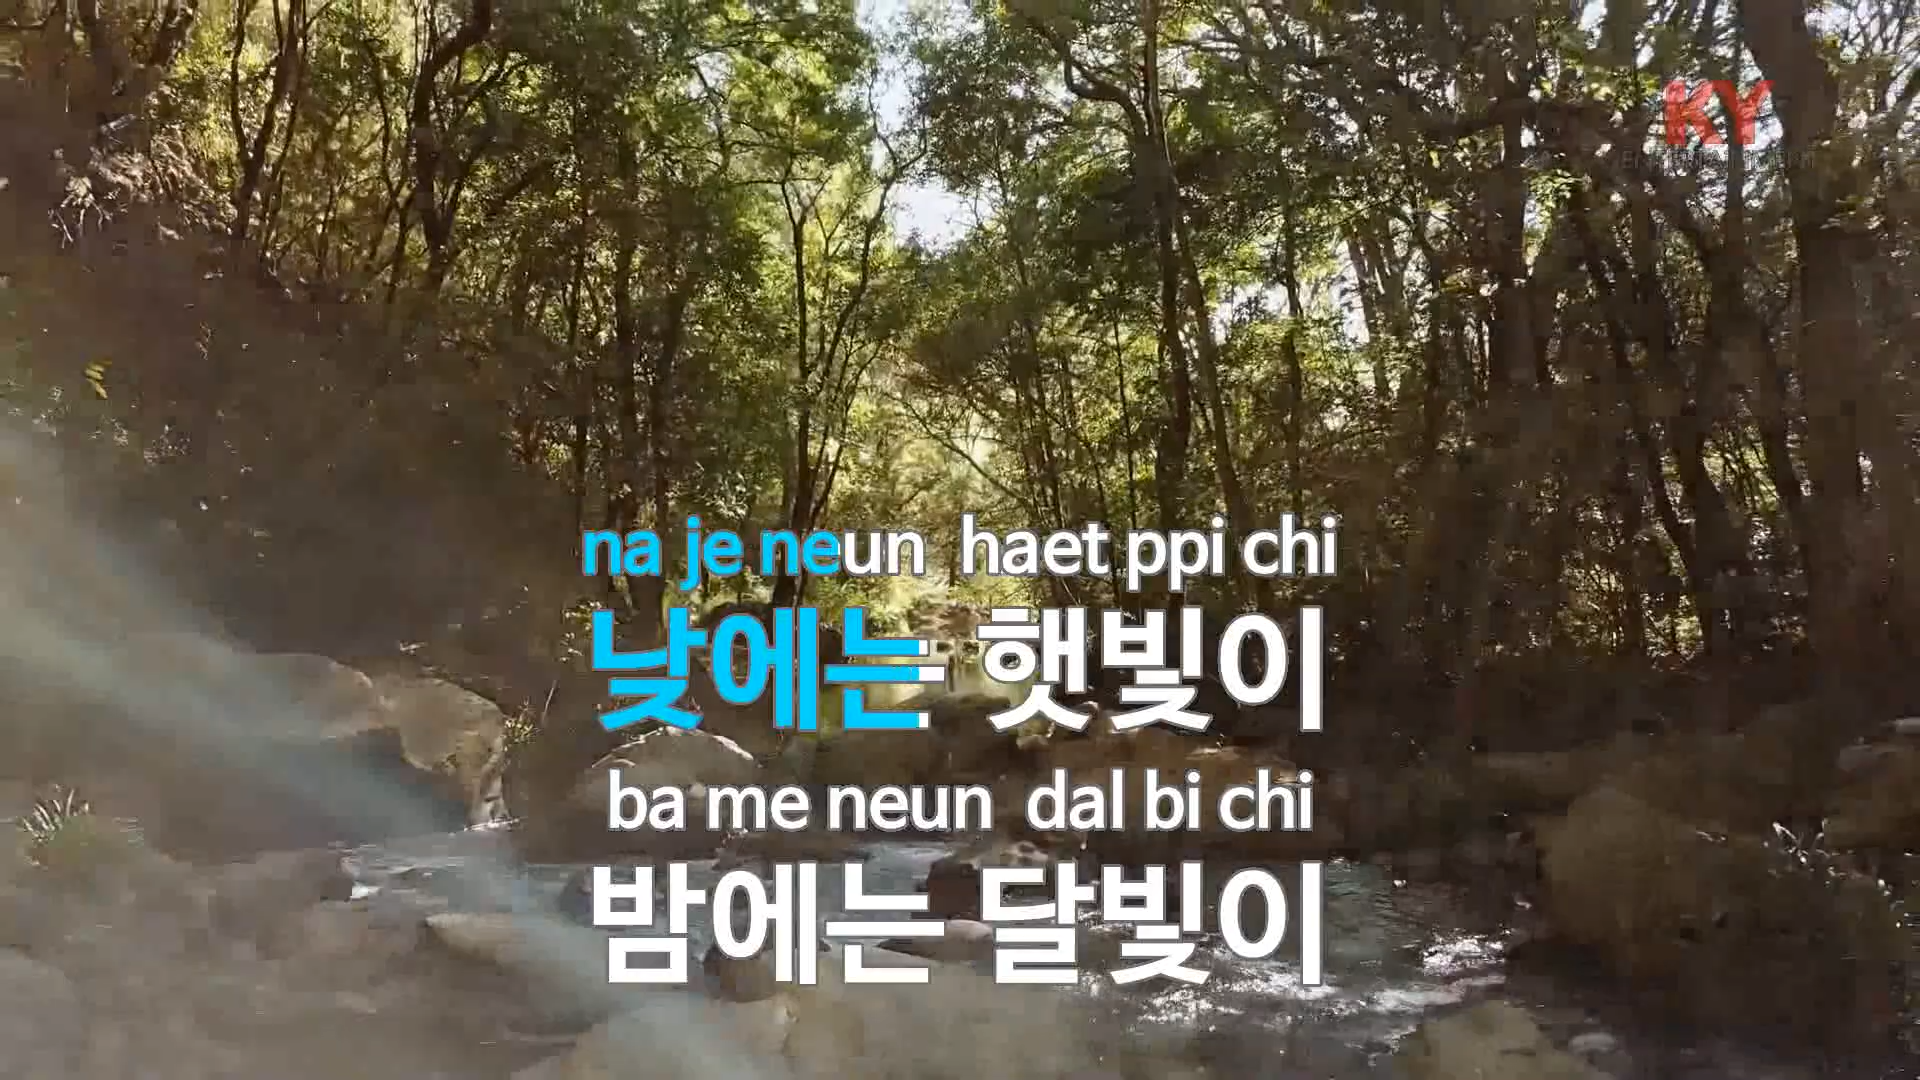 KY
ENTERTAINMENT
na je neun haet ppi chi
낮에는 햇빛이
ba me neun dal bi chi
밤에는 달빛이